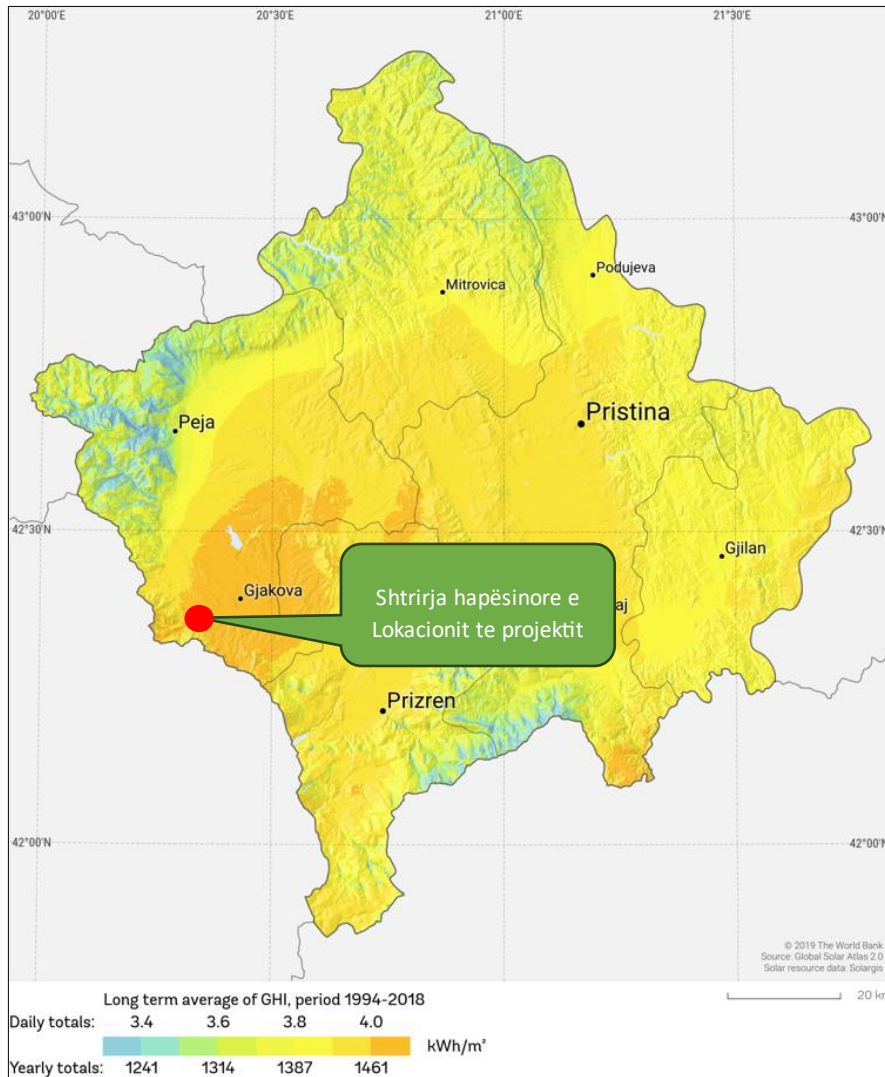 20°00'E 20°30'E 21°00'E 21°30'E
43°00'N 43°00'N
Podujeva
Mitrovica
Peja
Pristina
42°30'N 42°30'N
Gjilan
Gjakova
Shtrirja hapësinore e
Lokacionit te projektit
aj
Prizren
42°00'N 42°00'N
© 2019 The World Bank
Source: Global Solar Atlas 2.0
Solar resource data: Solargis
20 km
Long term average of GHI, period 1994-2018
Daily totals: 3.4 3.6 3.8 4.0
kWh/m²
Yearly totals: 1241 1314 1387 1461